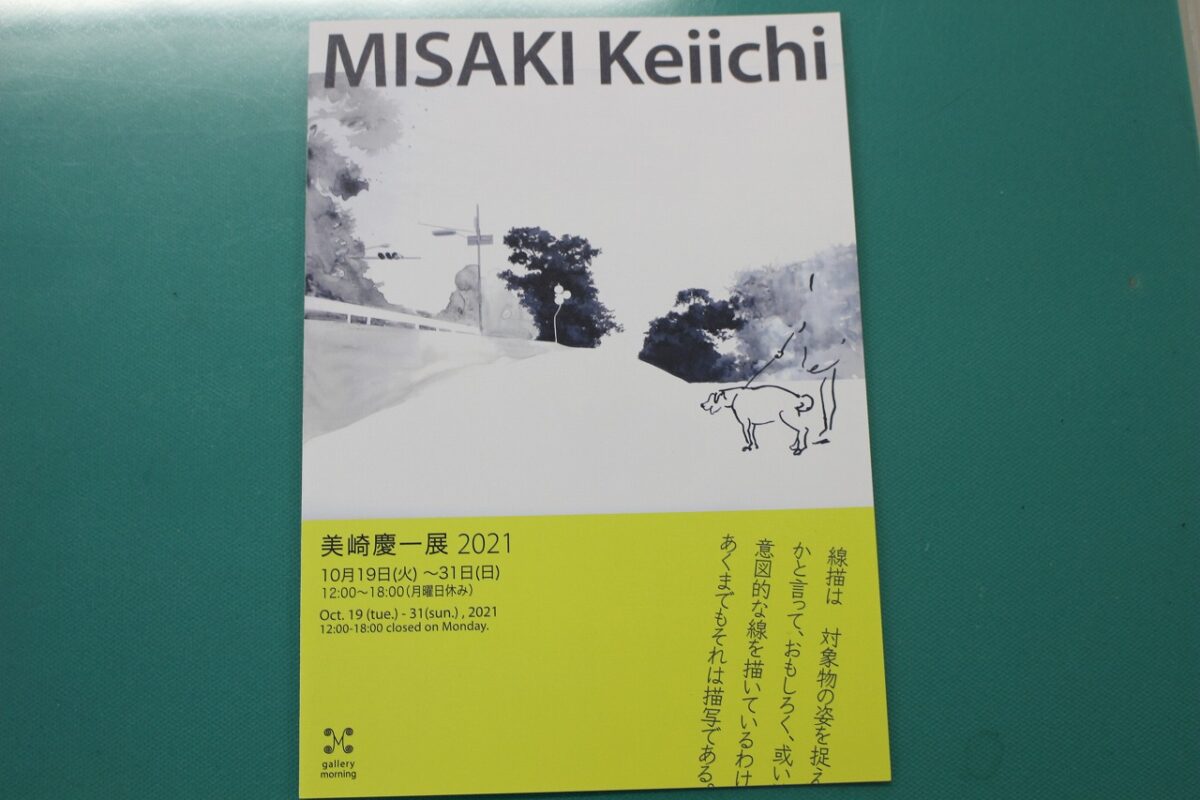 MISAKI Keiichi
美崎慶一展 2021
10月19日(火) ～31日(日)
12:00～18:00(月曜日休み)
Oct. 19 (tue.) - 31(sun.) , 2021
12:00-18:00 closed on Monday.
線描は 対象物の姿を捉え
かと言って、おもしろく、或い
意図的な線を描いているわけ
あくまでもそれは描写である。
M
gallery
morning